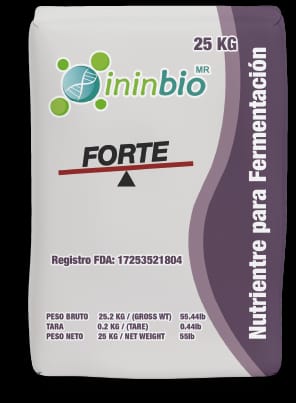 25 KG
ininbio MR
FORTE
Registro FDA: 17253521804
Nutrientre para Fermentación
PESO BRUTO 25.2 KG / (GROSS WT) 55.44lb
TARA 0.2 KG / (TARE) 0.44lb
PESO NETO 25 KG / NET WEIGHT 55lb